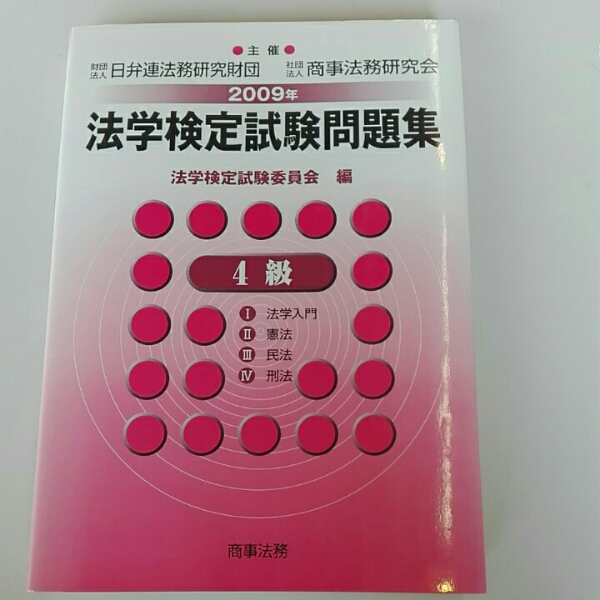 ●主催●
財団法人 日弁連法務研究財団 社団法人 商事法務研究会
2009年
法学検定試験問題集
法学検定試験委員会 編
4級
Ⅰ 法学入門
Ⅱ 憲法
Ⅲ 民法
Ⅳ 刑法
商事法務